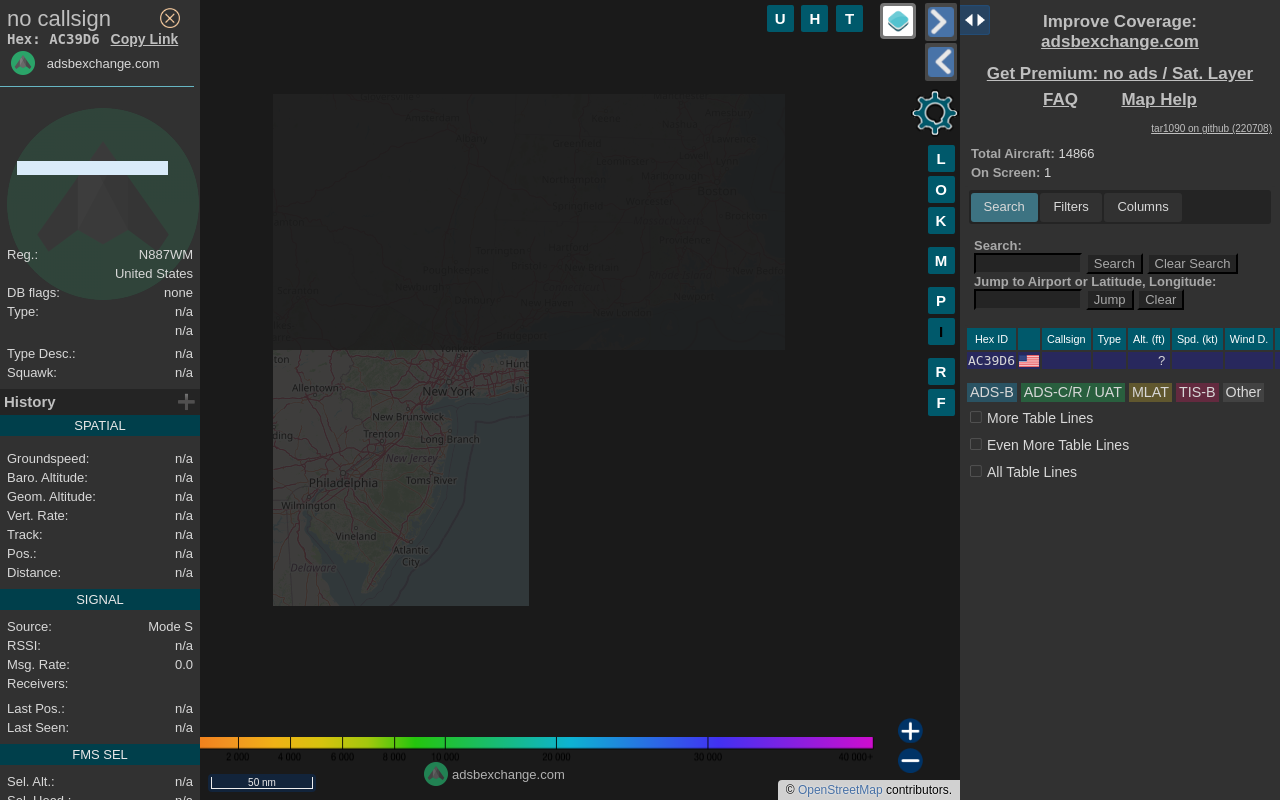 no callsign
Hex: AC39D6 Copy Link
adsbexchange.com
Reg.: N887WM
United States
DB flags: none
Type: n/a
n/a
Type Desc.: n/a
Squawk: n/a
History
SPATIAL
Groundspeed: n/a
Baro. Altitude: n/a
Geom. Altitude: n/a
Vert. Rate: n/a
Track: n/a
Pos.: n/a
Distance: n/a
SIGNAL
Source: Mode S
RSSI: n/a
Msg. Rate: 0.0
Receivers:
Last Pos.: n/a
Last Seen: n/a
FMS SEL
Sel. Alt.: n/a
Sel. Head.: n/a
U H T
L
O
K
M
P
I
R
F
Allentown
New York
New Brunswick
Trenton
Long Branch
New Jersey
Philadelphia
Toms River
Wilmington
Vineland
Atlantic
City
Delaware
2 000 4 000 6 000 8 000 10 000 20 000 30 000 40 000+
adsbexchange.com
50 nm
© OpenStreetMap contributors.
Improve Coverage:
adsbexchange.com
Get Premium: no ads / Sat. Layer
FAQ Map Help
tar1090 on github (220708)
Total Aircraft: 14866
On Screen: 1
Search Filters Columns
Search:
Search Clear Search
Jump to Airport or Latitude, Longitude:
Jump Clear
Hex ID Callsign Type Alt. (ft) Spd. (kt) Wind D.
AC39D6 ?
ADS-B ADS-C/R / UAT MLAT TIS-B Other
More Table Lines
Even More Table Lines
All Table Lines